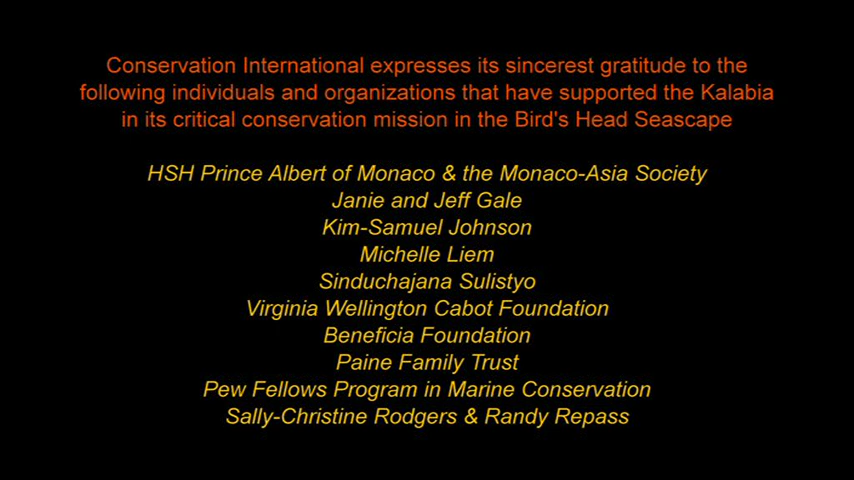 Conservation International expresses its sincerest gratitude to the
following individuals and organizations that have supported the Kalabia
in its critical conservation mission in the Bird's Head Seascape
HSH Prince Albert of Monaco & the Monaco-Asia Society
Janie and Jeff Gale
Kim-Samuel Johnson
Michelle Liem
Sinduchajana Sulistyo
Virginia Wellington Cabot Foundation
Beneficia Foundation
Paine Family Trust
Pew Fellows Program in Marine Conservation
Sally-Christine Rodgers & Randy Repass